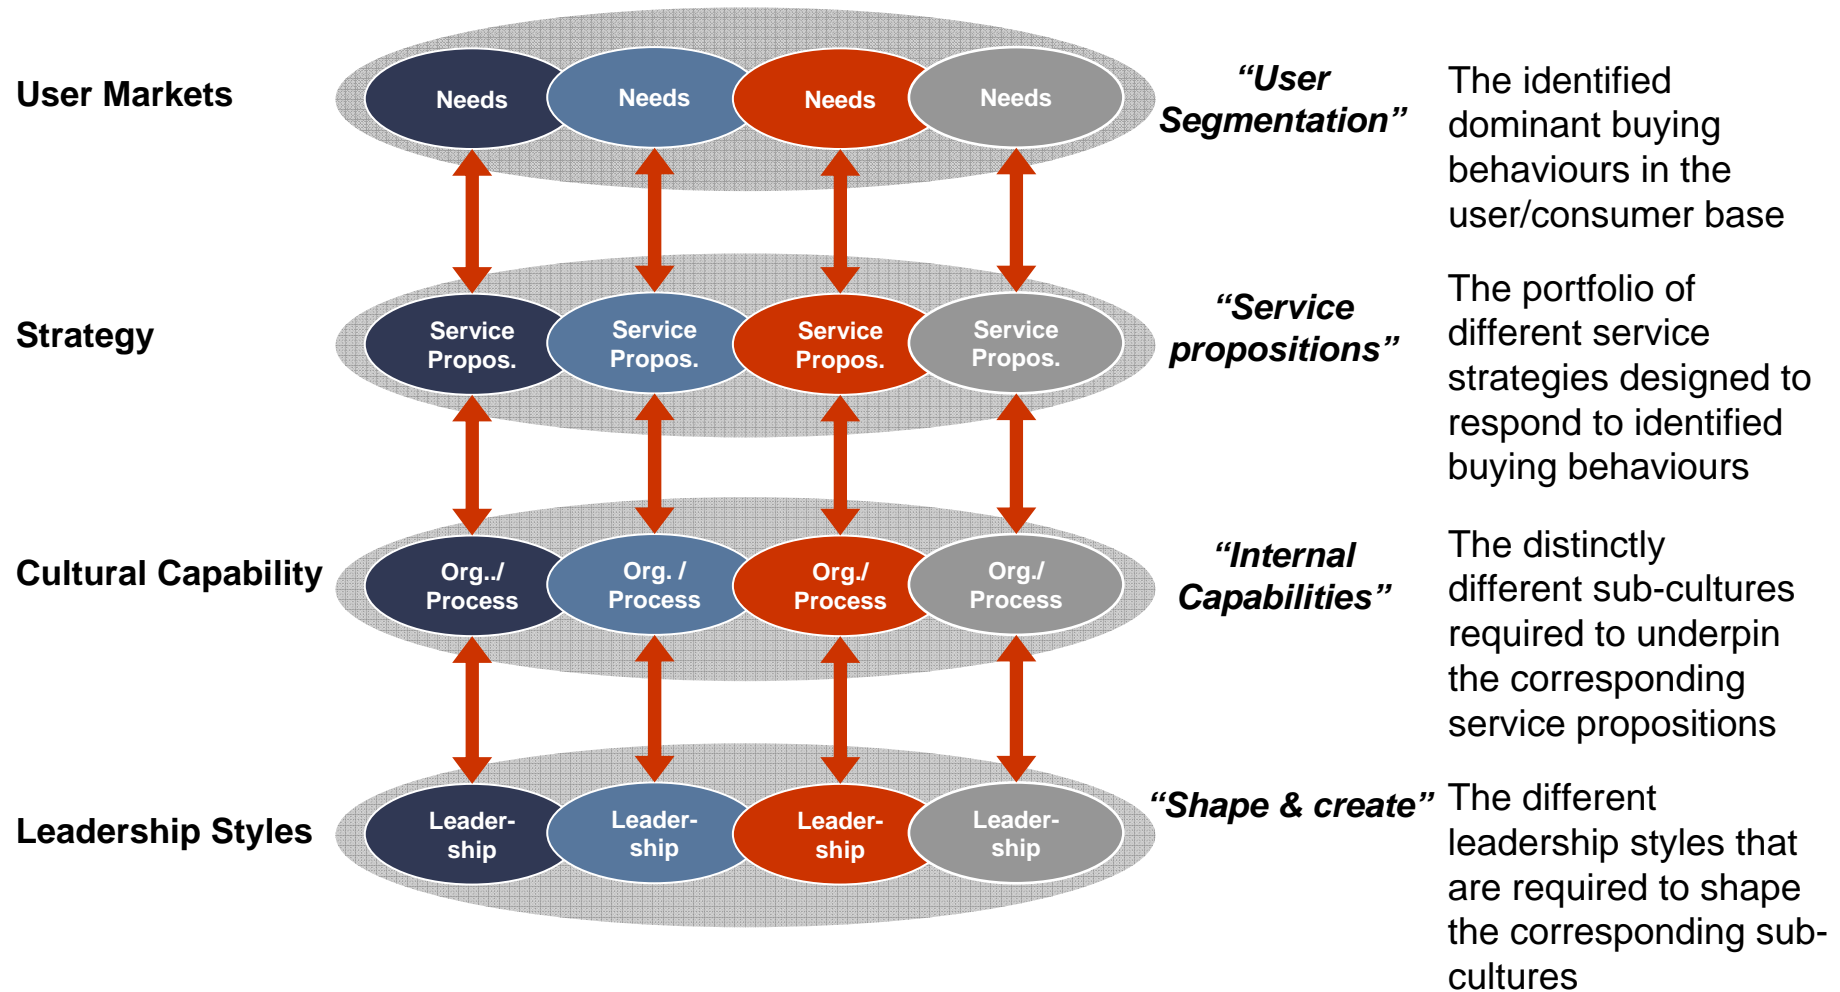 User Markets
Needs
Needs
Needs
Needs
“User
Segmentation”
The identified
dominant buying
behaviours in the
user/consumer base
Strategy
Service
Propos.
Service
Propos.
Service
Propos.
Service
Propos.
“Service
propositions”
The portfolio of
different service
strategies designed to
respond to identified
buying behaviours
Cultural Capability
Org../
Process
Org. /
Process
Org./
Process
Org./
Process
“Internal
Capabilities”
The distinctly
different sub-cultures
required to underpin
the corresponding
service propositions
Leadership Styles
Leader-
ship
Leader-
ship
Leader-
ship
Leader-
ship
“Shape & create”
The different
leadership styles that
are required to shape
the corresponding sub-
cultures